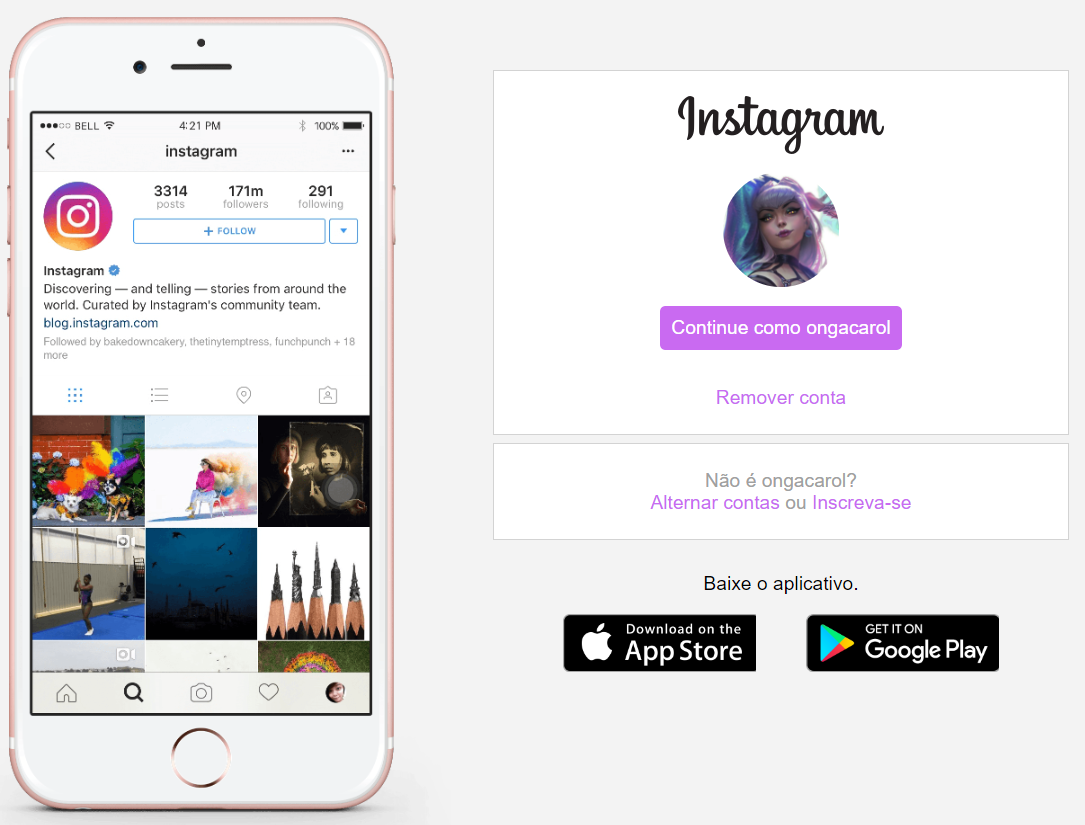 BELL
4:21 PM
100%
instagram
3314
171m
291
posts
followers
following
+ FOLLOW
Instagram
Discovering — and telling — stories from around the
world. Curated by Instagram's community team.
blog.instagram.com
Followed by bakedowncakery, thetinytemptress, funchpunch + 18
more
Instagram
Continue como ongacarol
Remover conta
Não é ongacarol?
Alternar contas ou Inscreva-se
Baixe o aplicativo.
Download on the
App Store
GET IT ON
Google Play